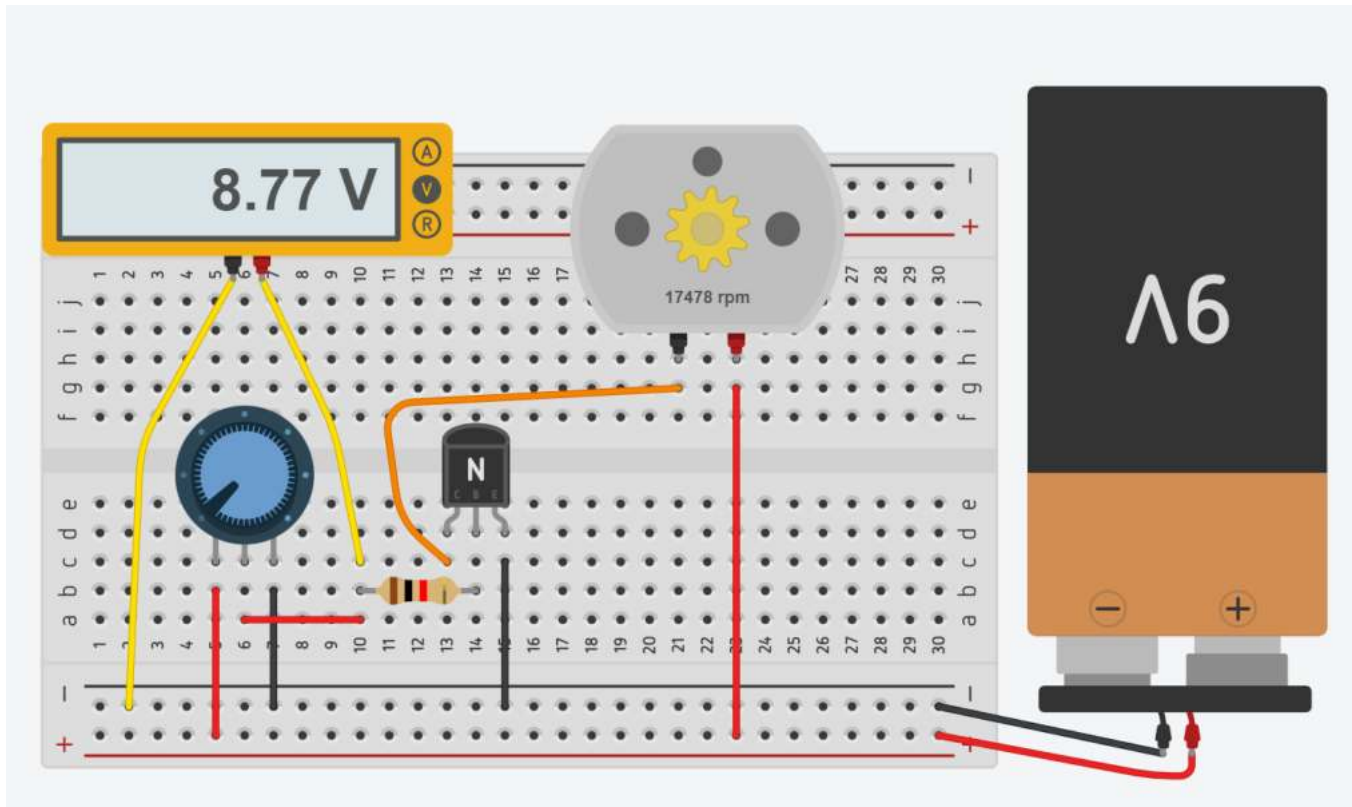 8.77 V
A
V
R
−
+
1 2 3 4 5 6 7 8 9 10 11 12 13 14 15 16 17 27 28 29 30
j j
i i
h h
g g
f f
17478 rpm
N
C B E
e e
d d
c c
b b
a a
1 2 3 4 5 6 7 8 9 10 11 12 13 14 15 16 17 18 19 20 21 22 23 24 25 26 27 28 29 30
− −
+ +
9V
− +